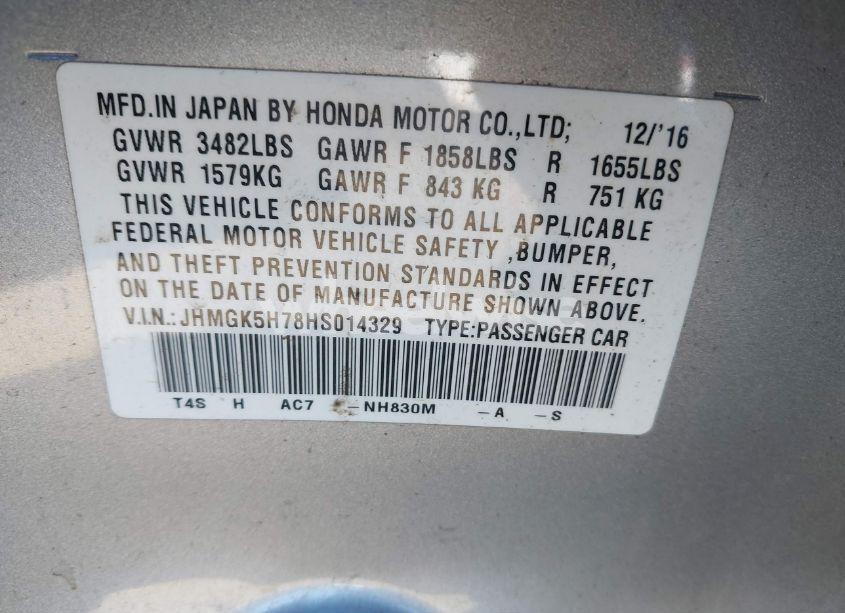 MFD.IN JAPAN BY HONDA MOTOR CO.,LTD; 12/'16
GVWR 3482LBS GAWR F 1858LBS R 1655LBS
GVWR 1579KG GAWR F 843 KG R 751 KG
THIS VEHICLE CONFORMS TO ALL APPLICABLE
FEDERAL MOTOR VEHICLE SAFETY ,BUMPER,
AND THEFT PREVENTION STANDARDS IN EFFECT
ON THE DATE OF MANUFACTURE SHOWN ABOVE.
V.I.N.:JHMGK5H78HS014329 TYPE:PASSENGER CAR
T4S H AC7 -NH830M -A -S